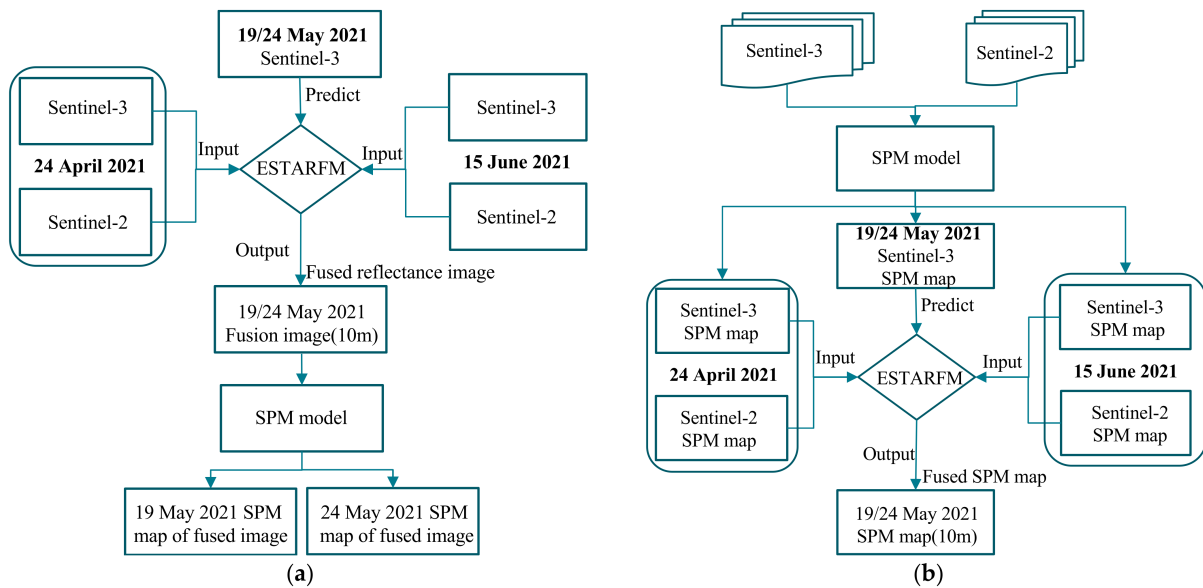 19/24 May 2021
Sentinel-3
Predict
Sentinel-3
24 April 2021
Sentinel-2
Input
ESTARFM
Input
Sentinel-3
15 June 2021
Sentinel-2
Output
Fused reflectance image
19/24 May 2021
Fusion image(10m)
SPM model
19 May 2021 SPM
map of fused image
24 May 2021 SPM
map of fused image
(a)
Sentinel-3
Sentinel-2
SPM model
19/24 May 2021
Sentinel-3
SPM map
Predict
Sentinel-3
SPM map
24 April 2021
Sentinel-2
SPM map
Input
ESTARFM
Input
Sentinel-3
SPM map
15 June 2021
Sentinel-2
SPM map
Output
Fused SPM map
19/24 May 2021
SPM map(10m)
(b)